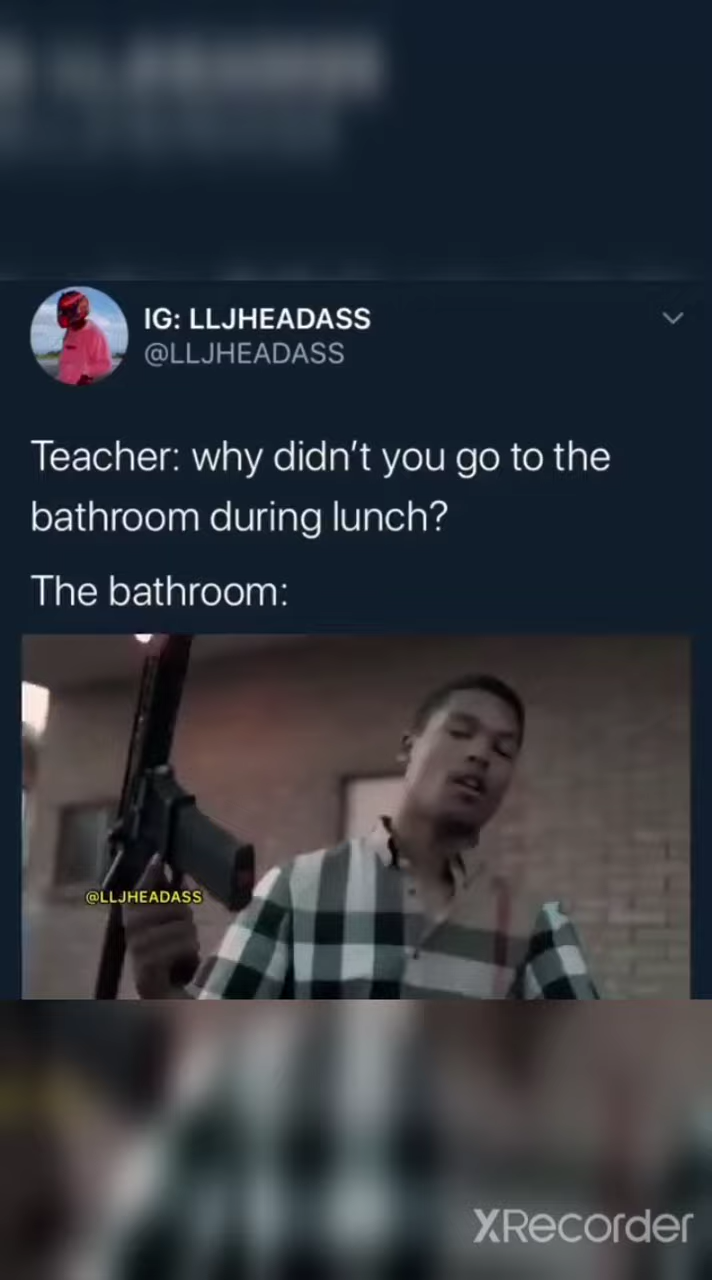 IG: LLJHEADASS
@LLJHEADASS
Teacher: why didn't you go to the
bathroom during lunch?
The bathroom:
@LLJHEADASS
XRecorder